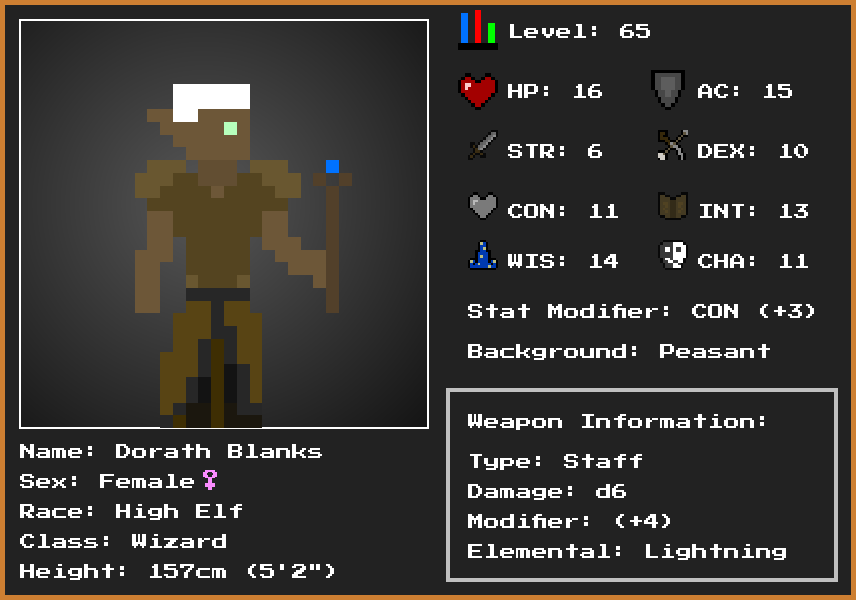 Level: 65
HP: 16 AC: 15
STR: 6 DEX: 10
CON: 11 INT: 13
WIS: 14 CHA: 11
Stat Modifier: CON (+3)
Background: Peasant
Weapon Information:
Type: Staff
Damage: d6
Modifier: (+4)
Elemental: Lightning
Name: Dorath Blanks
Sex: Female♀
Race: High Elf
Class: Wizard
Height: 157cm (5'2")